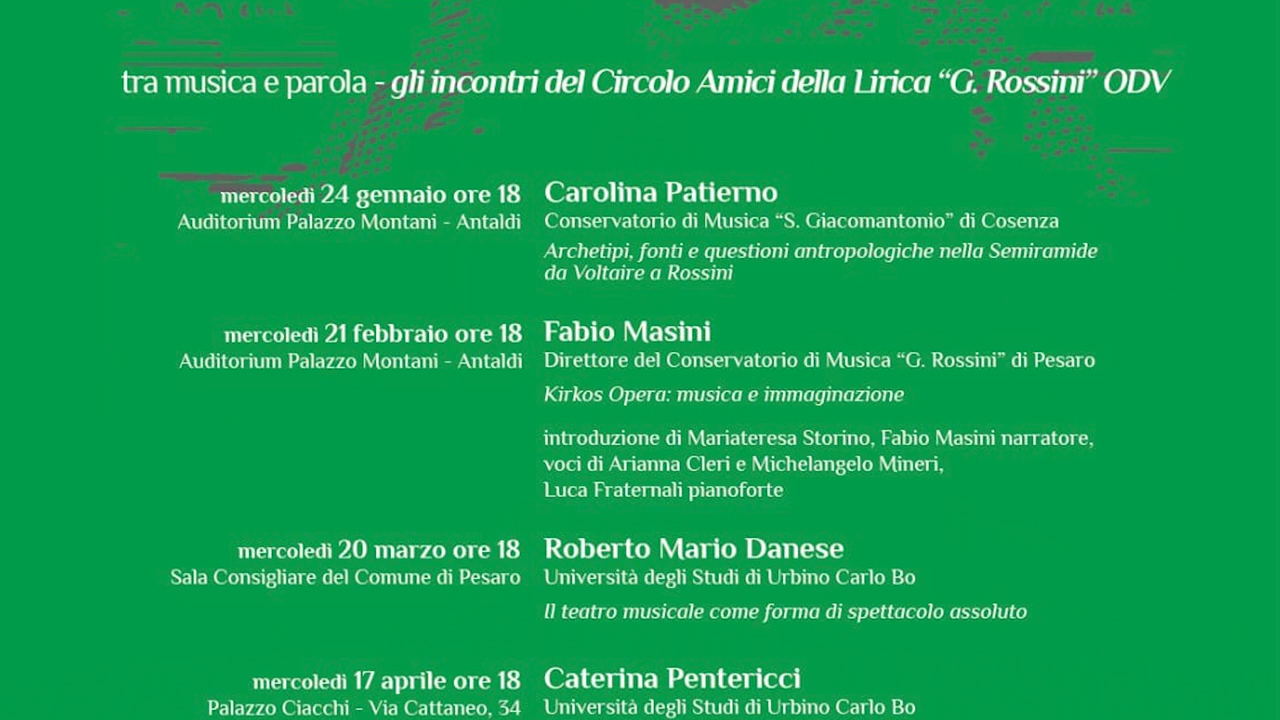 tra musica e parola - gli incontri del Circolo Amici della Lirica “G. Rossini” ODV
mercoledì 24 gennaio ore 18
Auditorium Palazzo Montani - Antaldi
Carolina Patierno
Conservatorio di Musica “S. Giacomantonio” di Cosenza
Archetipi, fonti e questioni antropologiche nella Semiramide
da Voltaire a Rossini
mercoledì 21 febbraio ore 18
Auditorium Palazzo Montani - Antaldi
Fabio Masini
Direttore del Conservatorio di Musica “G. Rossini” di Pesaro
Kirkos Opera: musica e immaginazione
introduzione di Mariateresa Storino, Fabio Masini narratore,
voci di Arianna Cleri e Michelangelo Mineri,
Luca Fraternali pianoforte
mercoledì 20 marzo ore 18
Sala Consigliare del Comune di Pesaro
Roberto Mario Danese
Università degli Studi di Urbino Carlo Bo
Il teatro musicale come forma di spettacolo assoluto
mercoledì 17 aprile ore 18
Palazzo Ciacchi - Via Cattaneo, 34
Caterina Pentericci
Università degli Studi di Urbino Carlo Bo